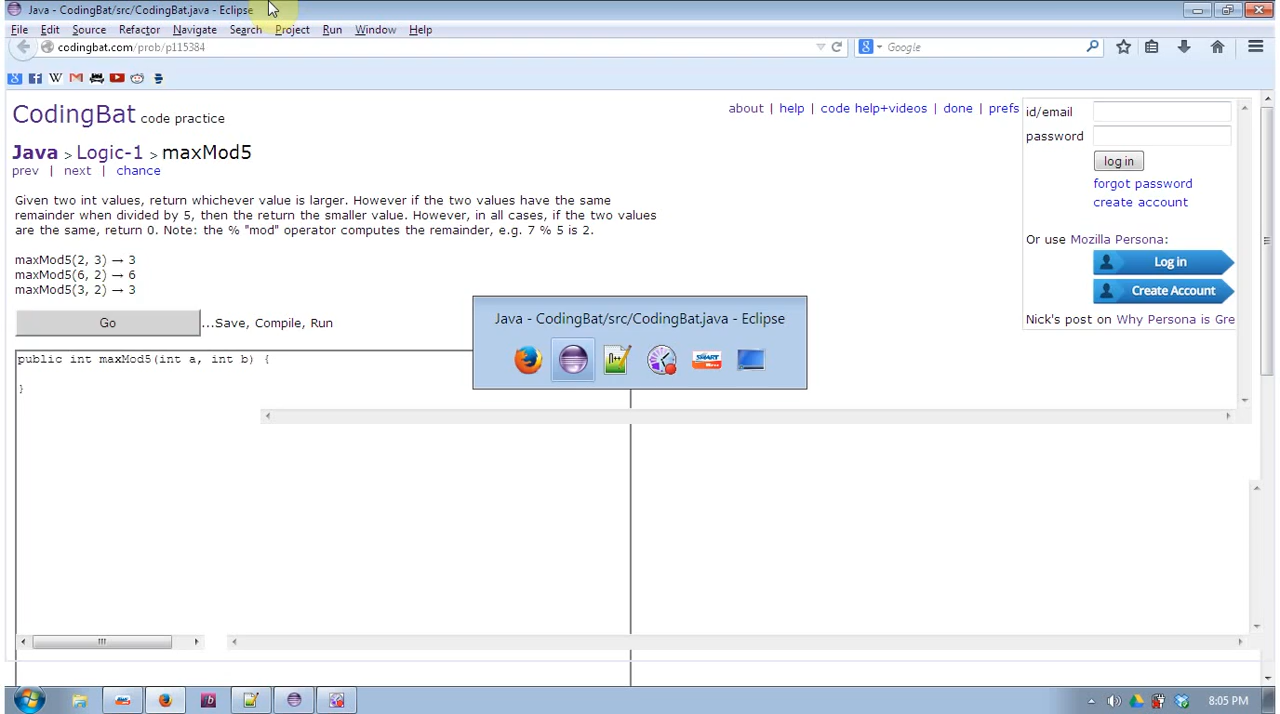 Java - CodingBat/src/CodingBat.java - Eclipse
File Edit Source Refactor Navigate Search Project Run Window Help
codingbat.com/prob/p115384
Google
CodingBat code practice
about | help | code help+videos | done | prefs
id/email
password
log in
forgot password
create account
Or use Mozilla Persona:
Log in
Create Account
Nick's post on Why Persona is Gre
Java > Logic-1 > maxMod5
prev | next | chance
Given two int values, return whichever value is larger. However if the two values have the same
remainder when divided by 5, then the return the smaller value. However, in all cases, if the two values
are the same, return 0. Note: the % "mod" operator computes the remainder, e.g. 7 % 5 is 2.
maxMod5(2, 3) → 3
maxMod5(6, 2) → 6
maxMod5(3, 2) → 3
Go ...Save, Compile, Run
public int maxMod5(int a, int b) {
}
Java - CodingBat/src/CodingBat.java - Eclipse
8:05 PM